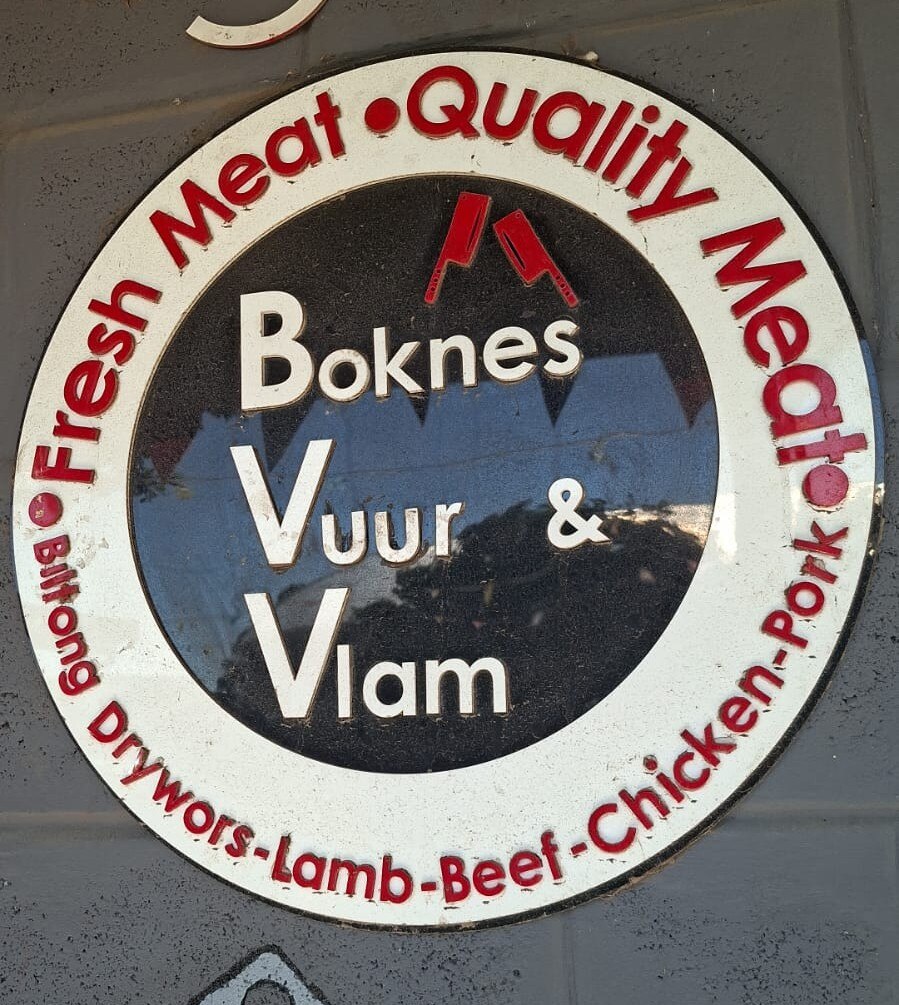 •Fresh Meat•Quality Meat•
Boknes
Vuur &
Vlam
Biltong Drywors-Lamb-Beef-Chicken-Pork